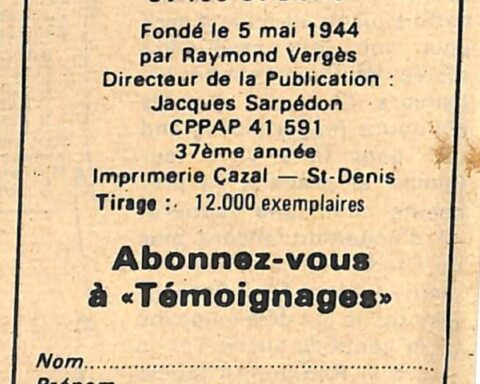 Fondé le 5 mai 1944
par Raymond Vergès
Directeur de la Publication :
Jacques Sarpédon
CPPAP 41 591
37ème année
Imprimerie Cazal — St-Denis
Tirage : 12.000 exemplaires
Abonnez-vous
à «Témoignages»
Nom
Prénom